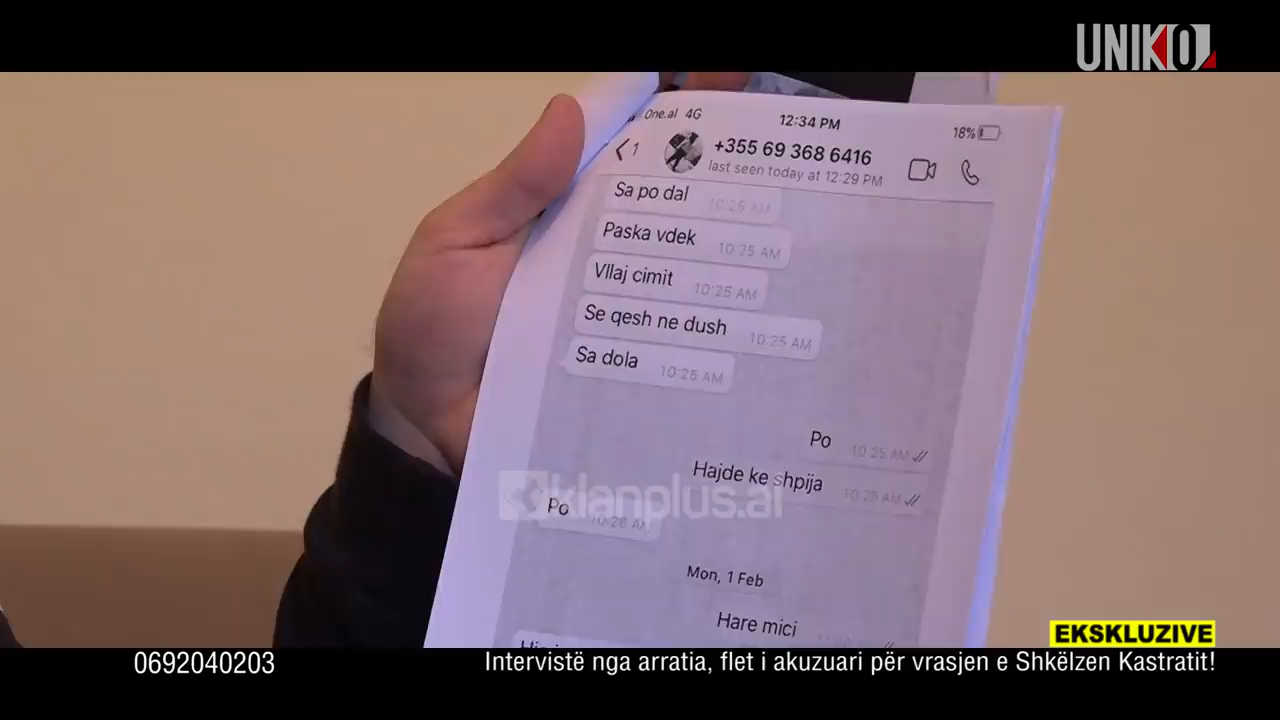 UNIKO
One.al 4G
12:34 PM
18%
1
+355 69 368 6416
last seen today at 12:29 PM
Sa po dal 10:25 AM
Paska vdek 10:25 AM
Vllaj cimit 10:25 AM
Se qesh ne dush 10:25 AM
Sa dola 10:25 AM
Po 10:25 AM
Hajde ke shpija 10:26 AM
klanplus.al
Po 10:26 AM
Mon, 1 Feb
Hare mici
EKSKLUZIVE
0692040203
Intervistë nga arratia, flet i akuzuari për vrasjen e Shkëlzen Kastratit!